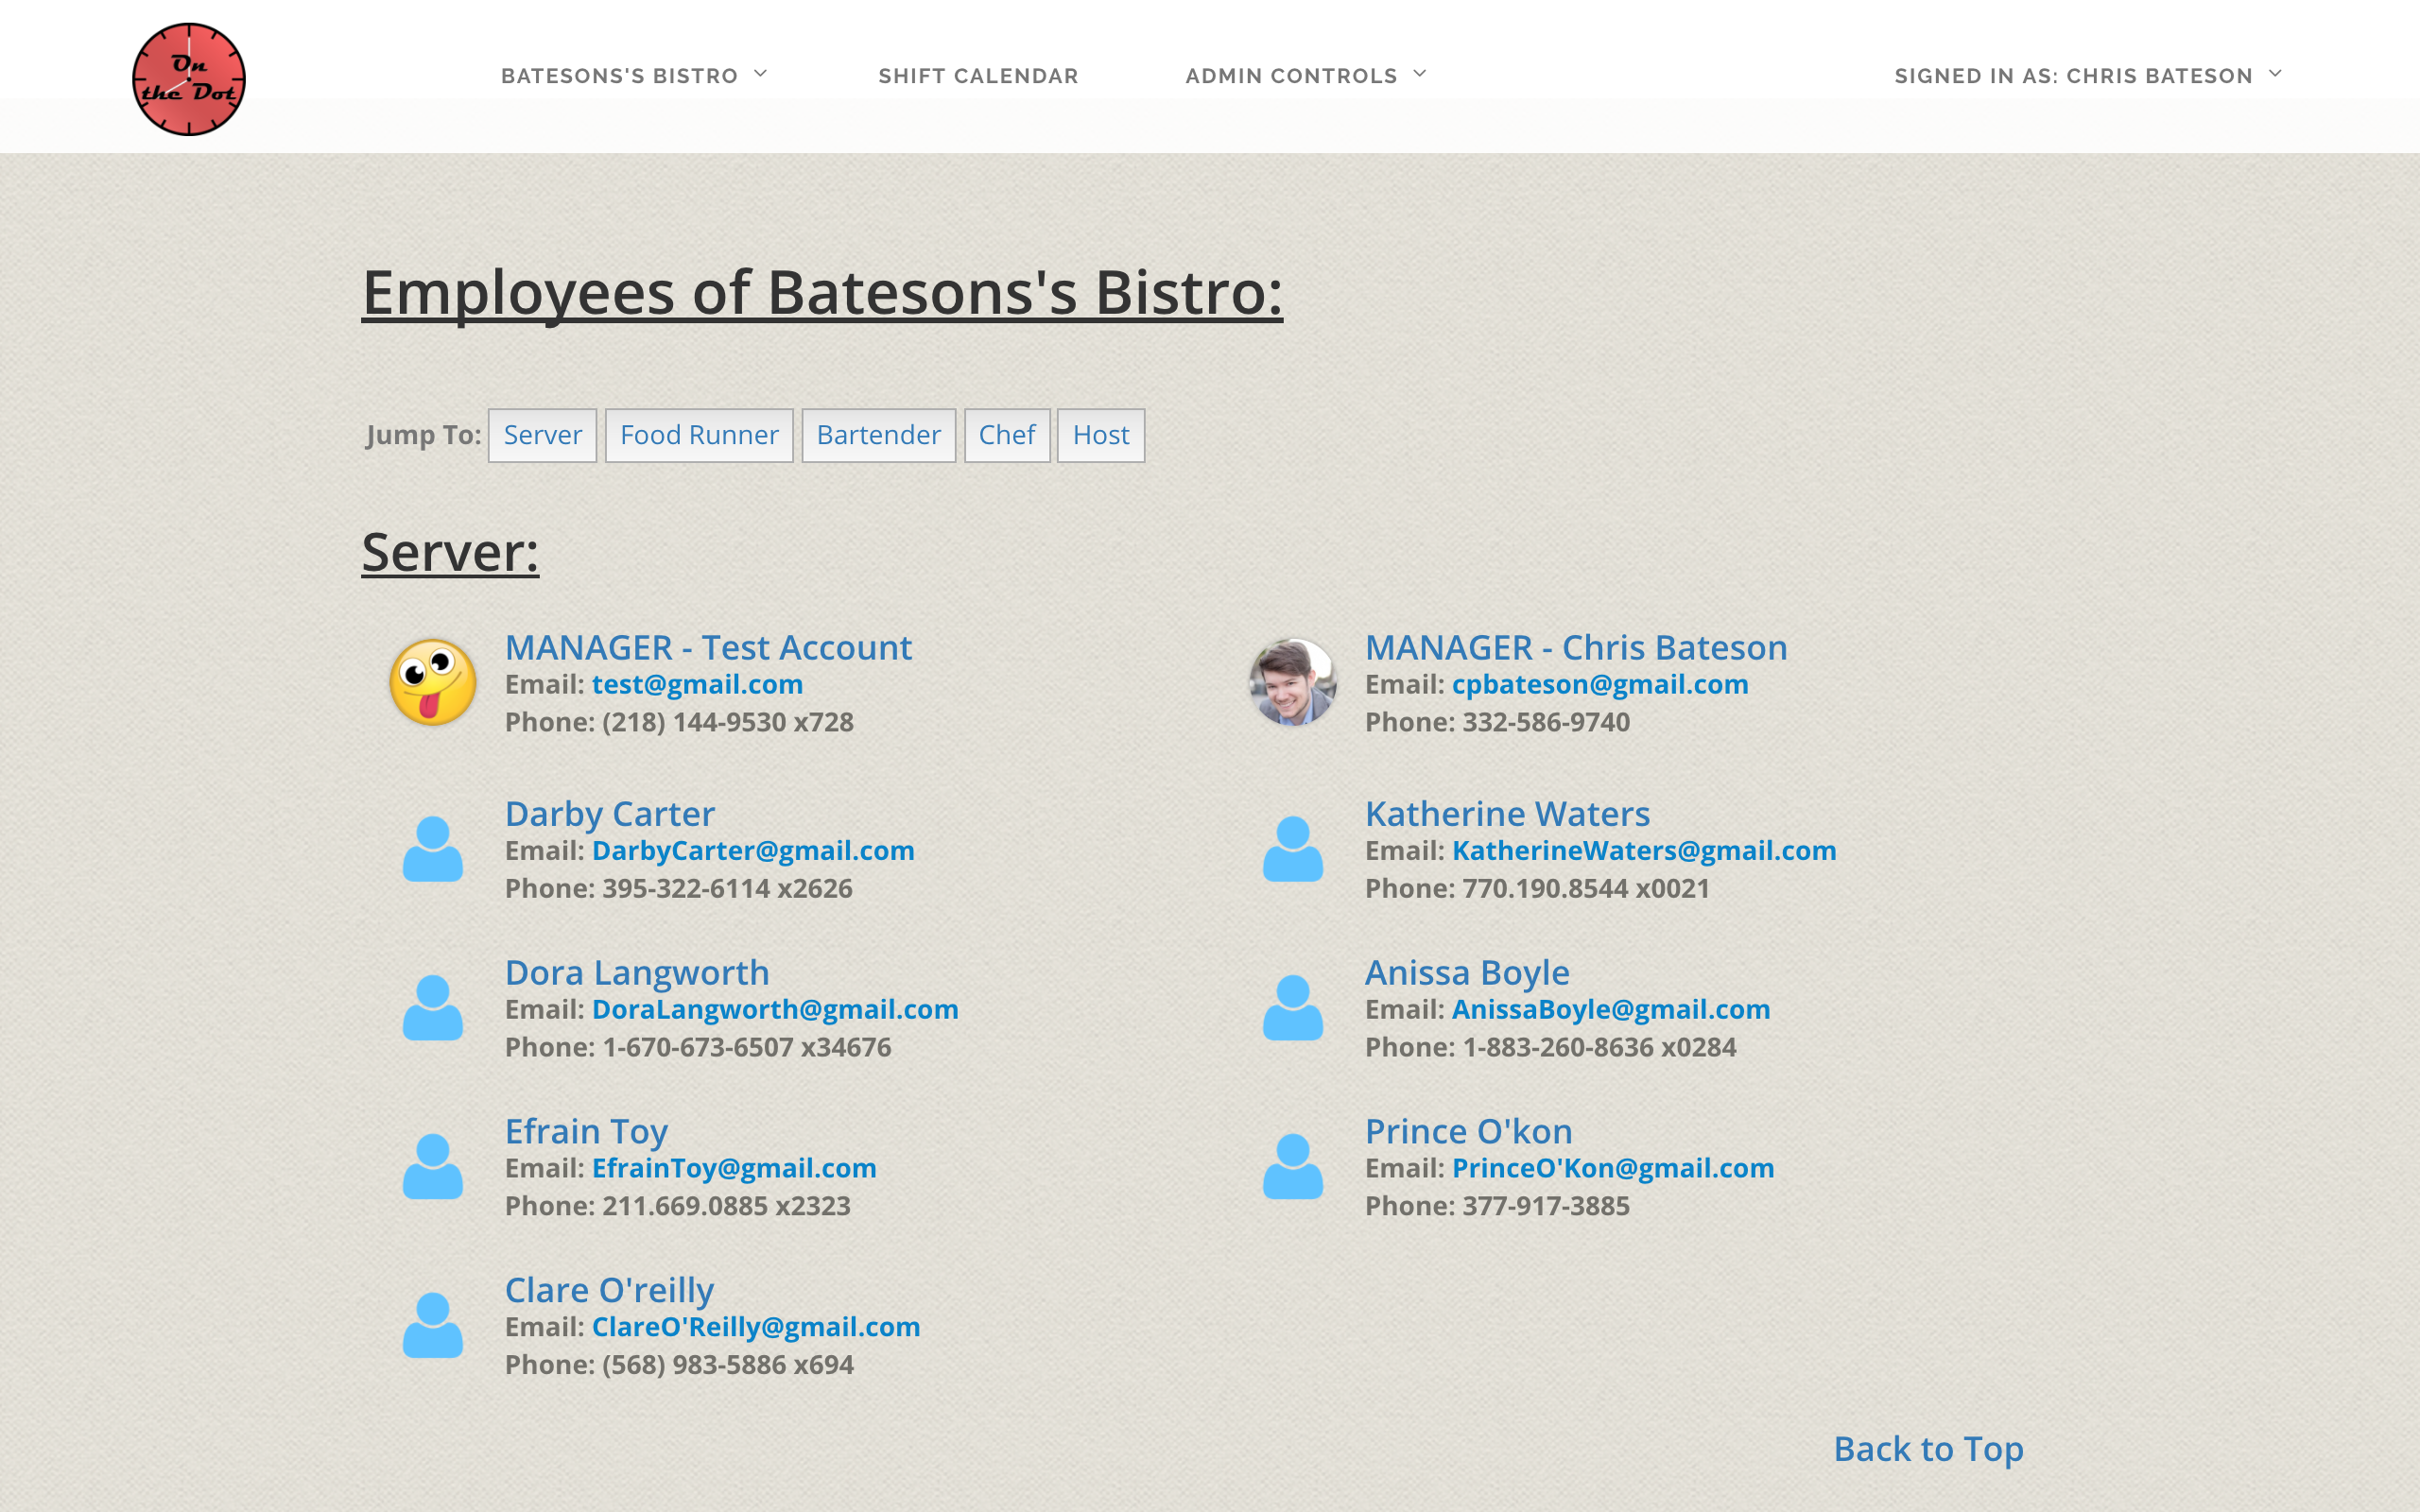 On
the Dot
BATESONS'S BISTRO
SHIFT CALENDAR
ADMIN CONTROLS
SIGNED IN AS: CHRIS BATESON
Employees of Batesons's Bistro:
Jump To: Server Food Runner Bartender Chef Host
Server:
MANAGER - Test Account
Email: test@gmail.com
Phone: (218) 144-9530 x728
MANAGER - Chris Bateson
Email: cpbateson@gmail.com
Phone: 332-586-9740
Darby Carter
Email: DarbyCarter@gmail.com
Phone: 395-322-6114 x2626
Katherine Waters
Email: KatherineWaters@gmail.com
Phone: 770.190.8544 x0021
Dora Langworth
Email: DoraLangworth@gmail.com
Phone: 1-670-673-6507 x34676
Anissa Boyle
Email: AnissaBoyle@gmail.com
Phone: 1-883-260-8636 x0284
Efrain Toy
Email: EfrainToy@gmail.com
Phone: 211.669.0885 x2323
Prince O'kon
Email: PrinceO'Kon@gmail.com
Phone: 377-917-3885
Clare O'reilly
Email: ClareO'Reilly@gmail.com
Phone: (568) 983-5886 x694
Back to Top